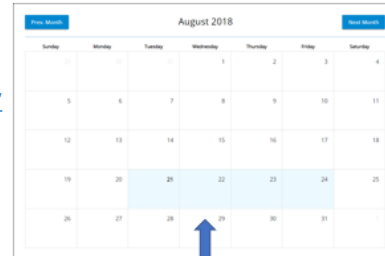 Prev. Month August 2018 Next Month
Sunday Monday Tuesday Wednesday Thursday Friday Saturday
1 2 3 4
5 6 7 8 9 10 11
12 13 14 15 16 17 18
19 20 21 22 23 24 25
26 27 28 29 30 31